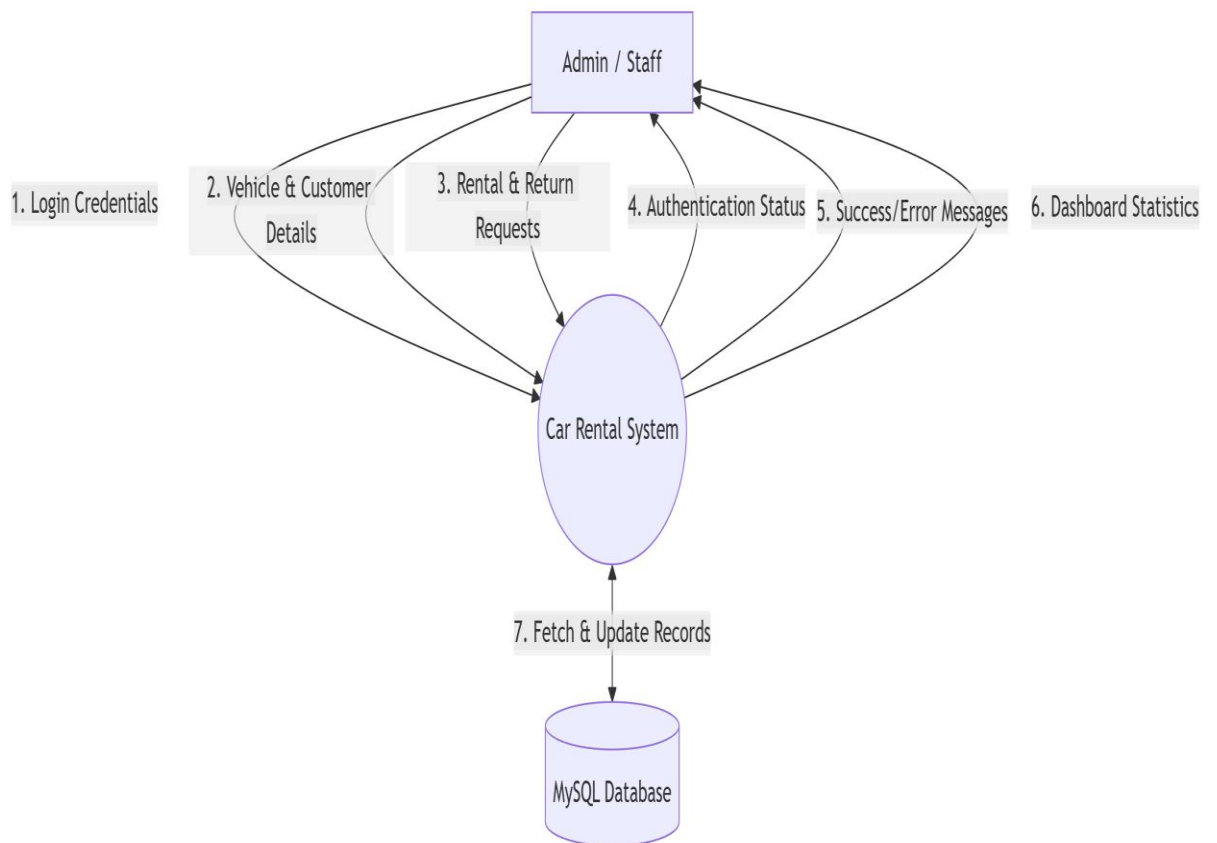 Admin / Staff
1. Login Credentials
2. Vehicle & Customer
Details
3. Rental & Return
Requests
4. Authentication Status
5. Success/Error Messages
6. Dashboard Statistics
Car Rental System
7. Fetch & Update Records
MySQL Database